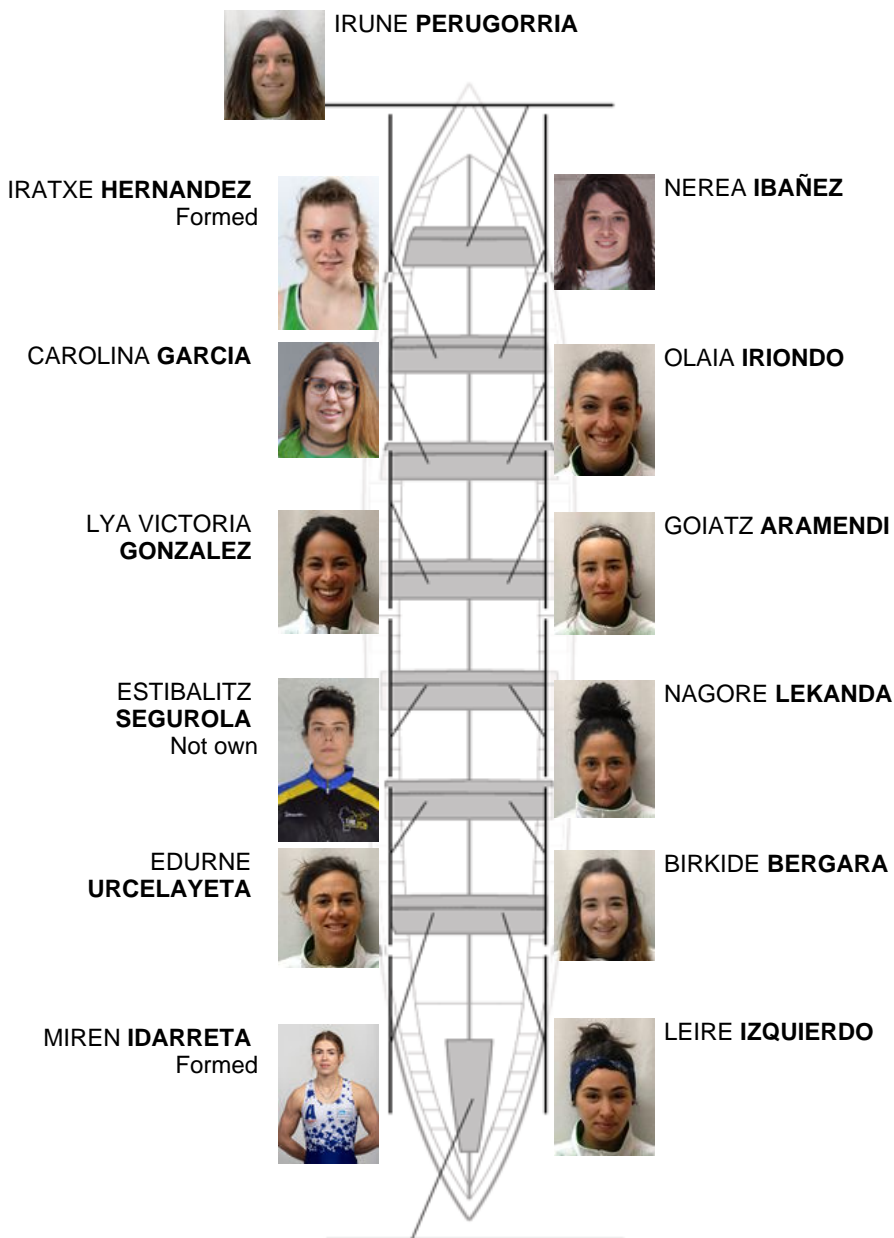 IRUNE PERUGORRIA
IRATXE HERNANDEZ
Formed
NEREA IBAÑEZ
CAROLINA GARCIA
OLAIA IRIONDO
LYA VICTORIA
GONZALEZ
GOIATZ ARAMENDI
ESTIBALITZ
SEGUROLA
Not own
NAGORE LEKANDA
EDURNE
URCELAYETA
BIRKIDE BERGARA
MIREN IDARRETA
Formed
LEIRE IZQUIERDO